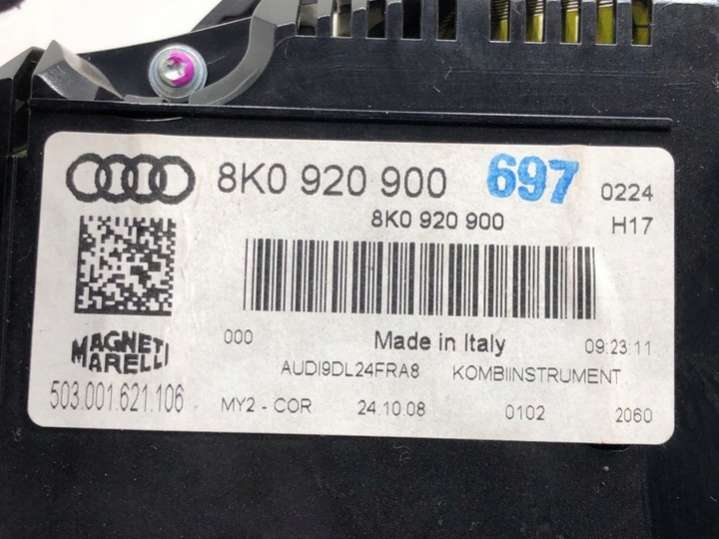 8K0 920 900 697 0224
8K0 920 900 H17
000 Made in Italy 09:23:11
MAGNETI MARELLI
AUDI9DL24FRA8 KOMBIINSTRUMENT
503.001.621.106 MY2 - COR 24.10.08 0102 2060